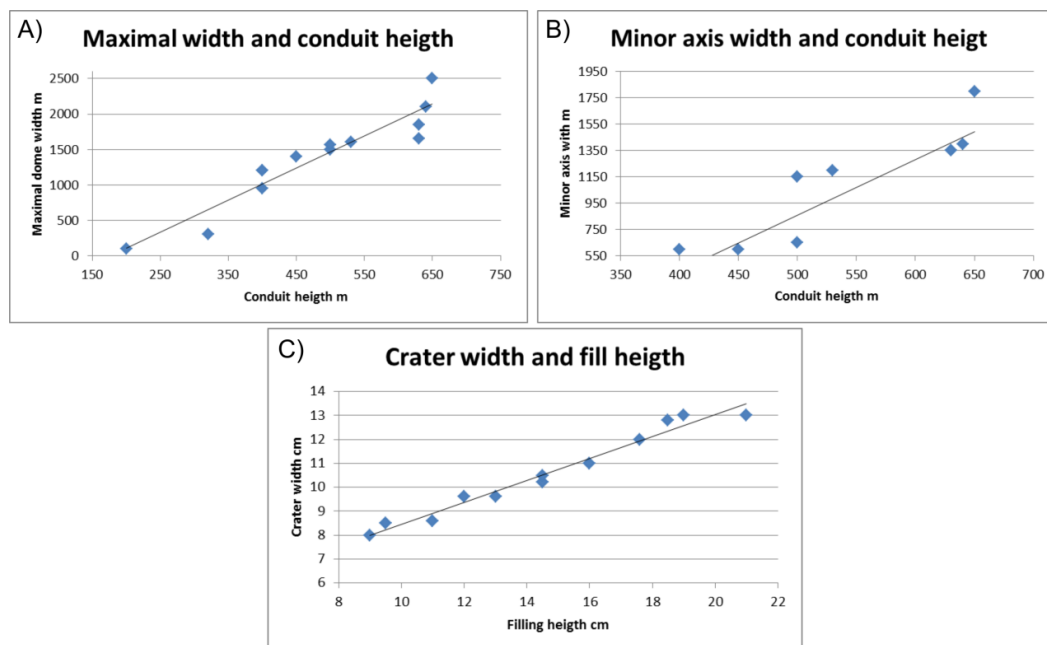 A)
Maximal width and conduit heigth
Maximal dome width m
2500
2000
1500
1000
500
0
150 250 350 450 550 650 750
Conduit heigth m
B)
Minor axis width and conduit heigt
Minor axis with m
1950
1750
1550
1350
1150
950
750
550
350 400 450 500 550 600 650 700
Conduit heigth m
C)
Crater width and fill heigth
Crater width cm
14
13
12
11
10
9
8
7
6
8 10 12 14 16 18 20 22
Filling heigth cm